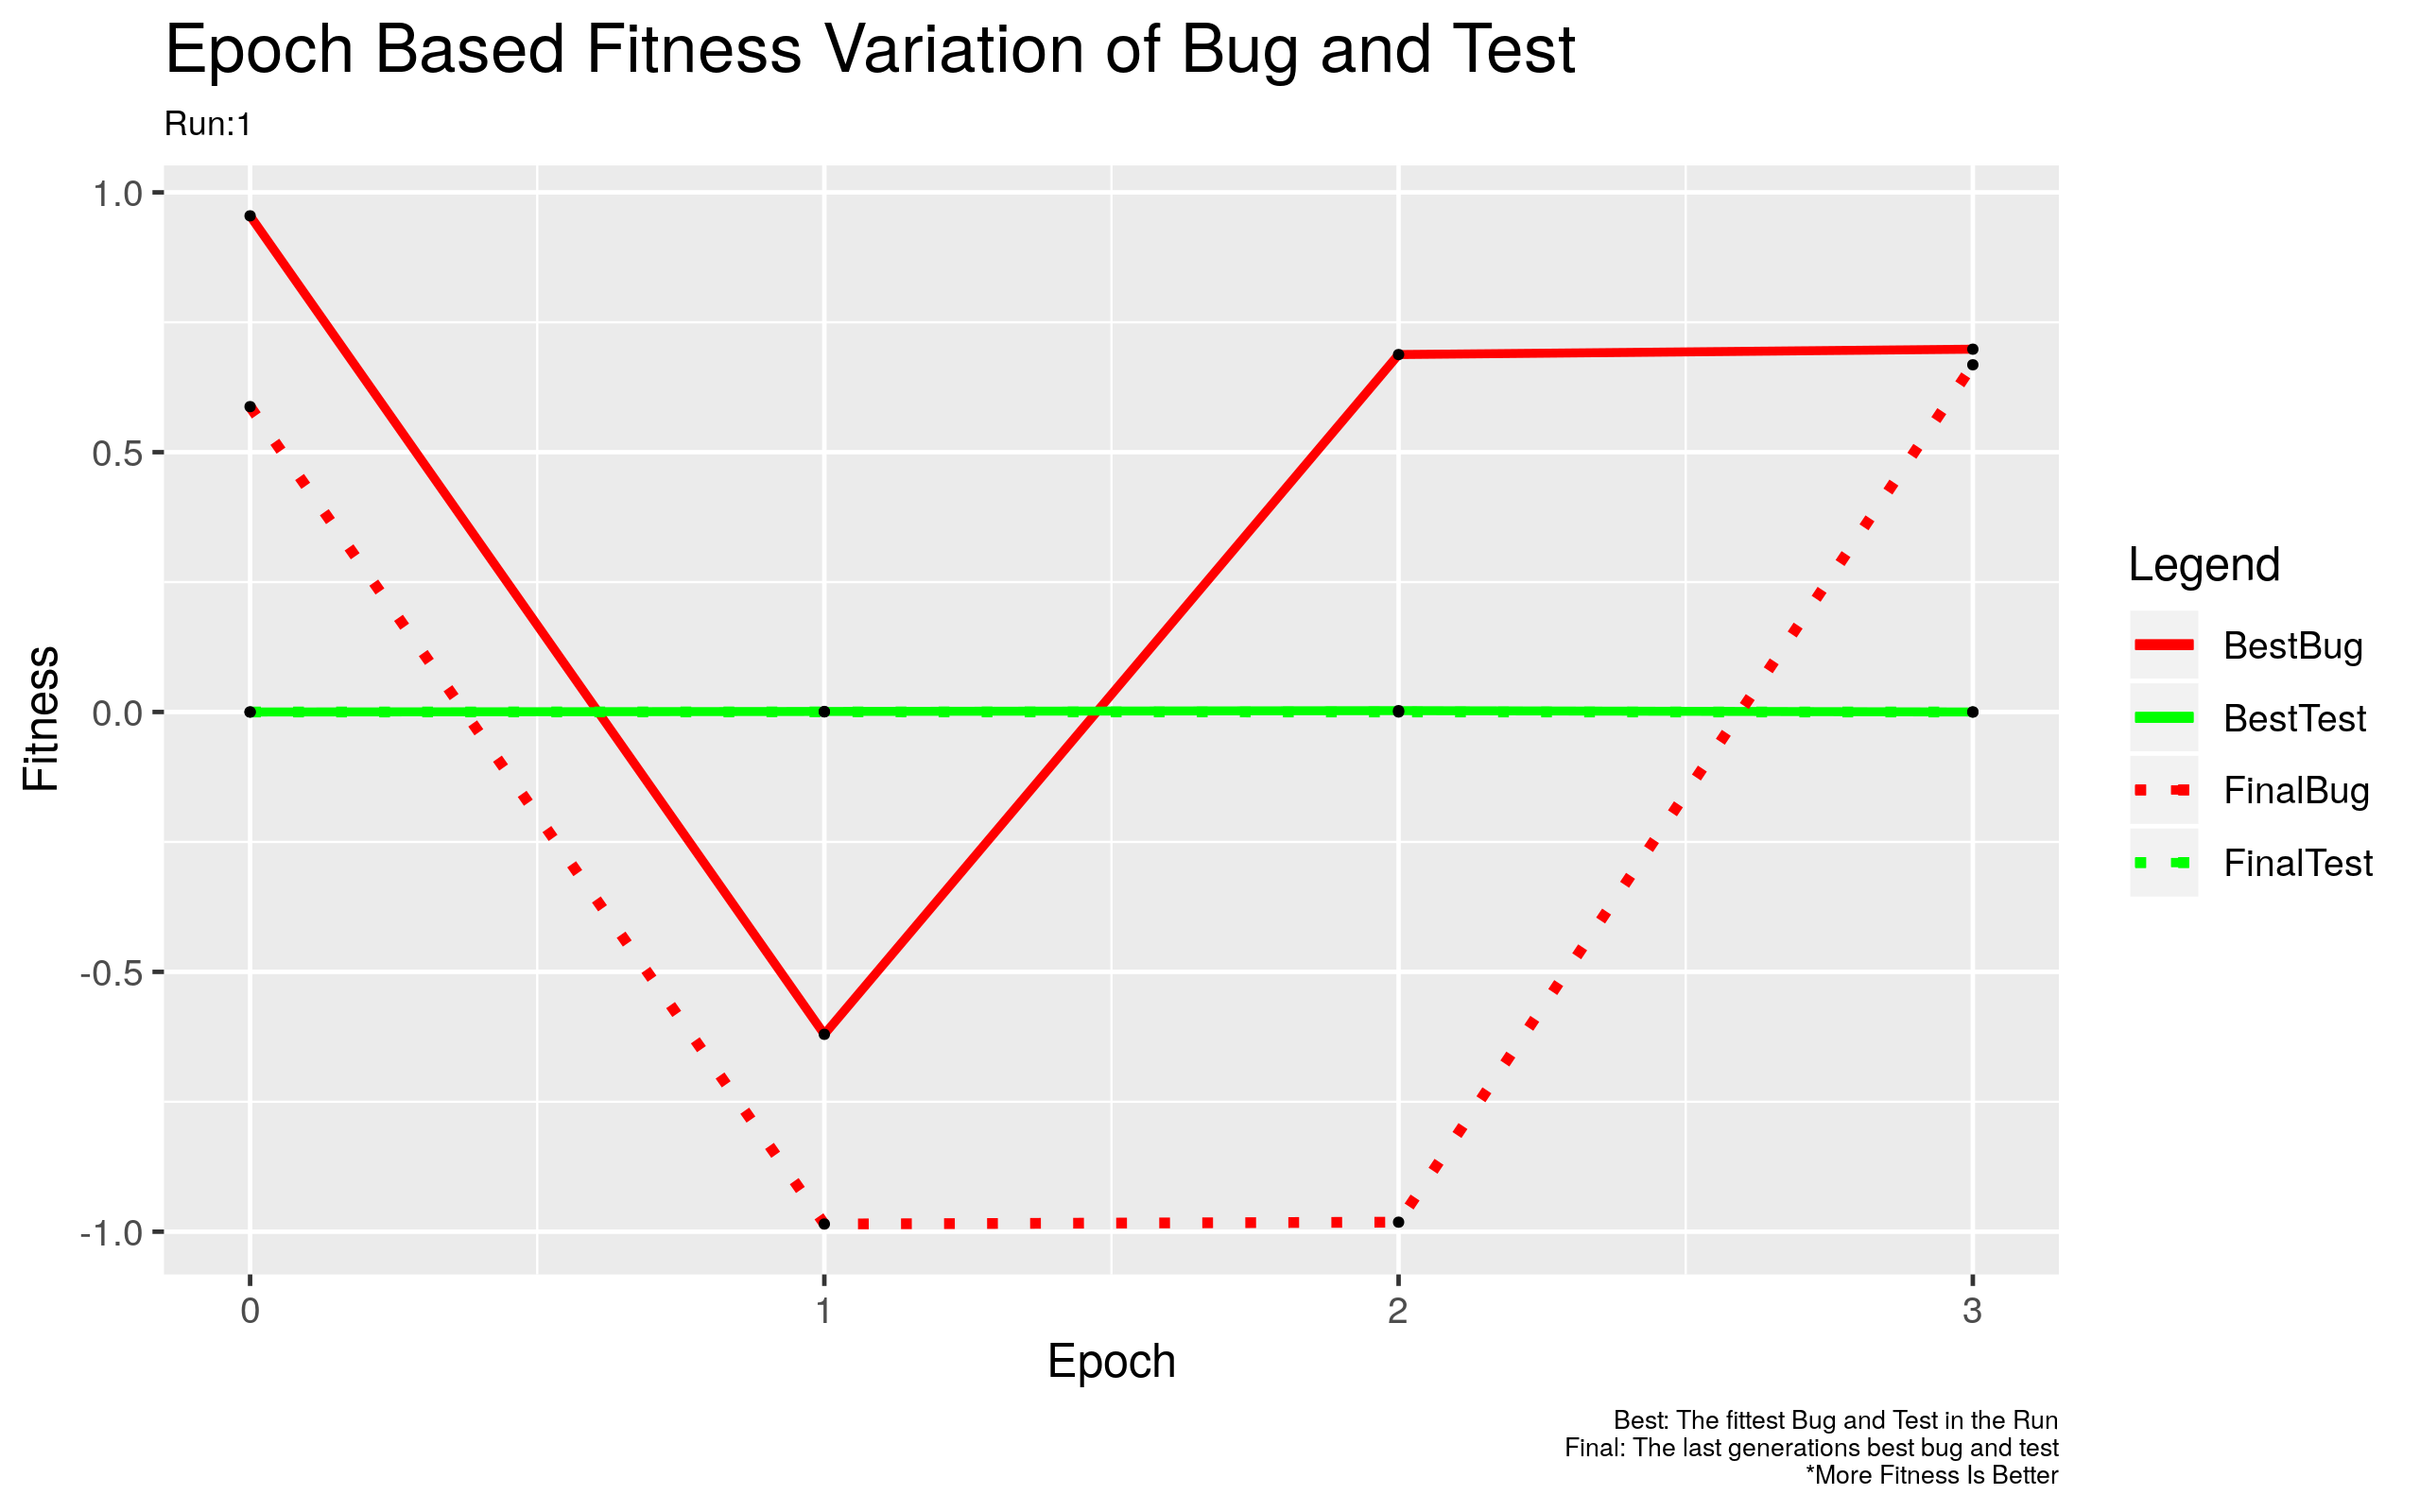 Epoch Based Fitness Variation of Bug and Test
Run:1
1.0
0.5
0.0
-0.5
-1.0
Fitness
0
1
2
3
Epoch
Legend
BestBug
BestTest
FinalBug
FinalTest
Best: The fittest Bug and Test in the Run
Final: The last generations best bug and test
*More Fitness Is Better